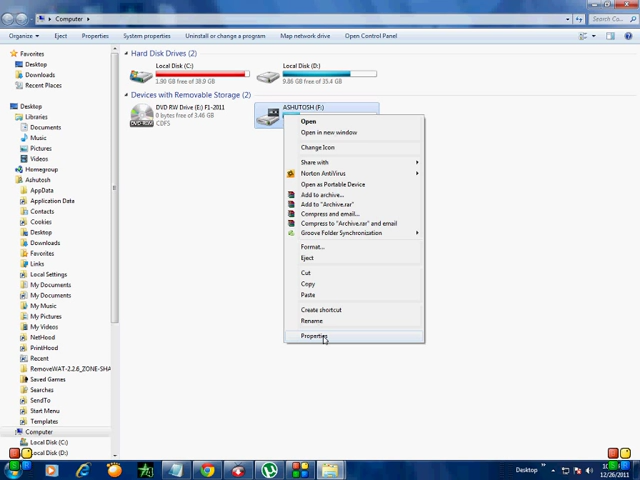 Computer
Search Co...
Organize
Eject
Properties
System properties
Uninstall or change a program
Map network drive
Open Control Panel
Favorites
Desktop
Downloads
Recent Places
Desktop
Libraries
Documents
Music
Pictures
Videos
Homegroup
Ashutosh
AppData
Application Data
Contacts
Cookies
Desktop
Downloads
Favorites
Links
Local Settings
My Documents
My Documents
My Music
My Pictures
My Videos
NetHood
PrintHood
Recent
RemoveWAT-2.2.6_ZONE-SHA
Saved Games
Searches
SendTo
Start Menu
Templates
Computer
Local Disk (C:)
Local Disk (D:)
Hard Disk Drives (2)
Local Disk (C:)
1.90 GB free of 38.9 GB
Local Disk (D:)
9.86 GB free of 35.4 GB
Devices with Removable Storage (2)
DVD RW Drive (E:) F1-2011
0 bytes free of 3.46 GB
CDFS
ASHUTOSH (F:)
Open
Open in new window
Change Icon
Share with
Norton AntiVirus
Open as Portable Device
Add to archive...
Add to "Archive.rar"
Compress and email...
Compress to "Archive.rar" and email
Groove Folder Synchronization
Format...
Eject
Cut
Copy
Paste
Create shortcut
Rename
Properties
Desktop
12/26/2011